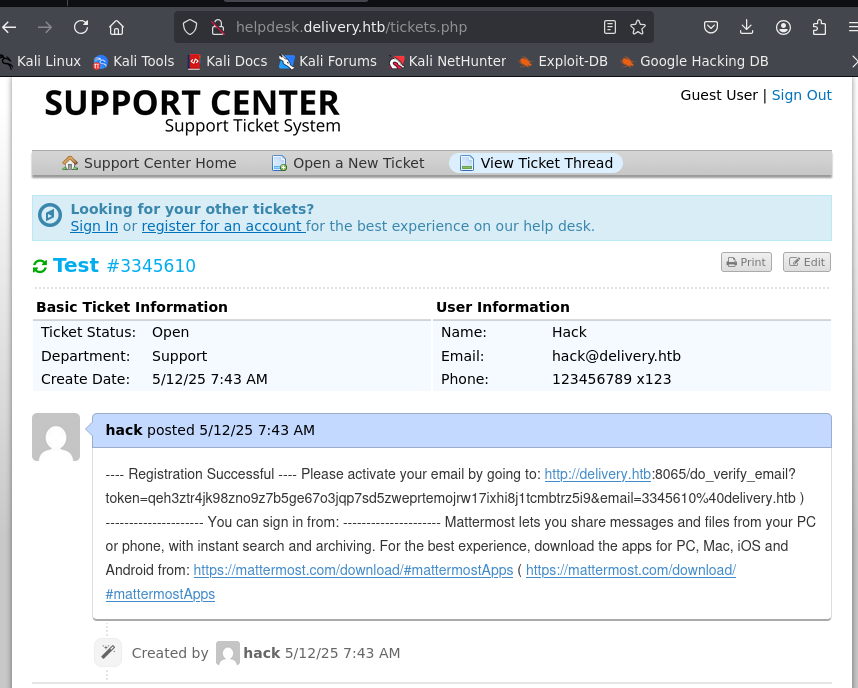 helpdesk.delivery.htb/tickets.php
Kali Linux Kali Tools Kali Docs Kali Forums Kali NetHunter Exploit-DB Google Hacking DB
SUPPORT CENTER
Support Ticket System
Guest User | Sign Out
Support Center Home Open a New Ticket View Ticket Thread
Looking for your other tickets?
Sign In or register for an account for the best experience on our help desk.
Test #3345610 Print Edit
Basic Ticket Information User Information
Ticket Status: Open Name: Hack
Department: Support Email: hack@delivery.htb
Create Date: 5/12/25 7:43 AM Phone: 123456789 x123
hack posted 5/12/25 7:43 AM
---- Registration Successful ---- Please activate your email by going to: http://delivery.htb:8065/do_verify_email?
token=qeh3ztr4jk98zno9z7b5ge67o3jqp7sd5zweprtemojrw17ixhi8j1tcmbtrz5i9&email=3345610%40delivery.htb )
--------------------- You can sign in from: --------------------- Mattermost lets you share messages and files from your PC
or phone, with instant search and archiving. For the best experience, download the apps for PC, Mac, iOS and
Android from: https://mattermost.com/download/#mattermostApps ( https://mattermost.com/download/
#mattermostApps
Created by hack 5/12/25 7:43 AM